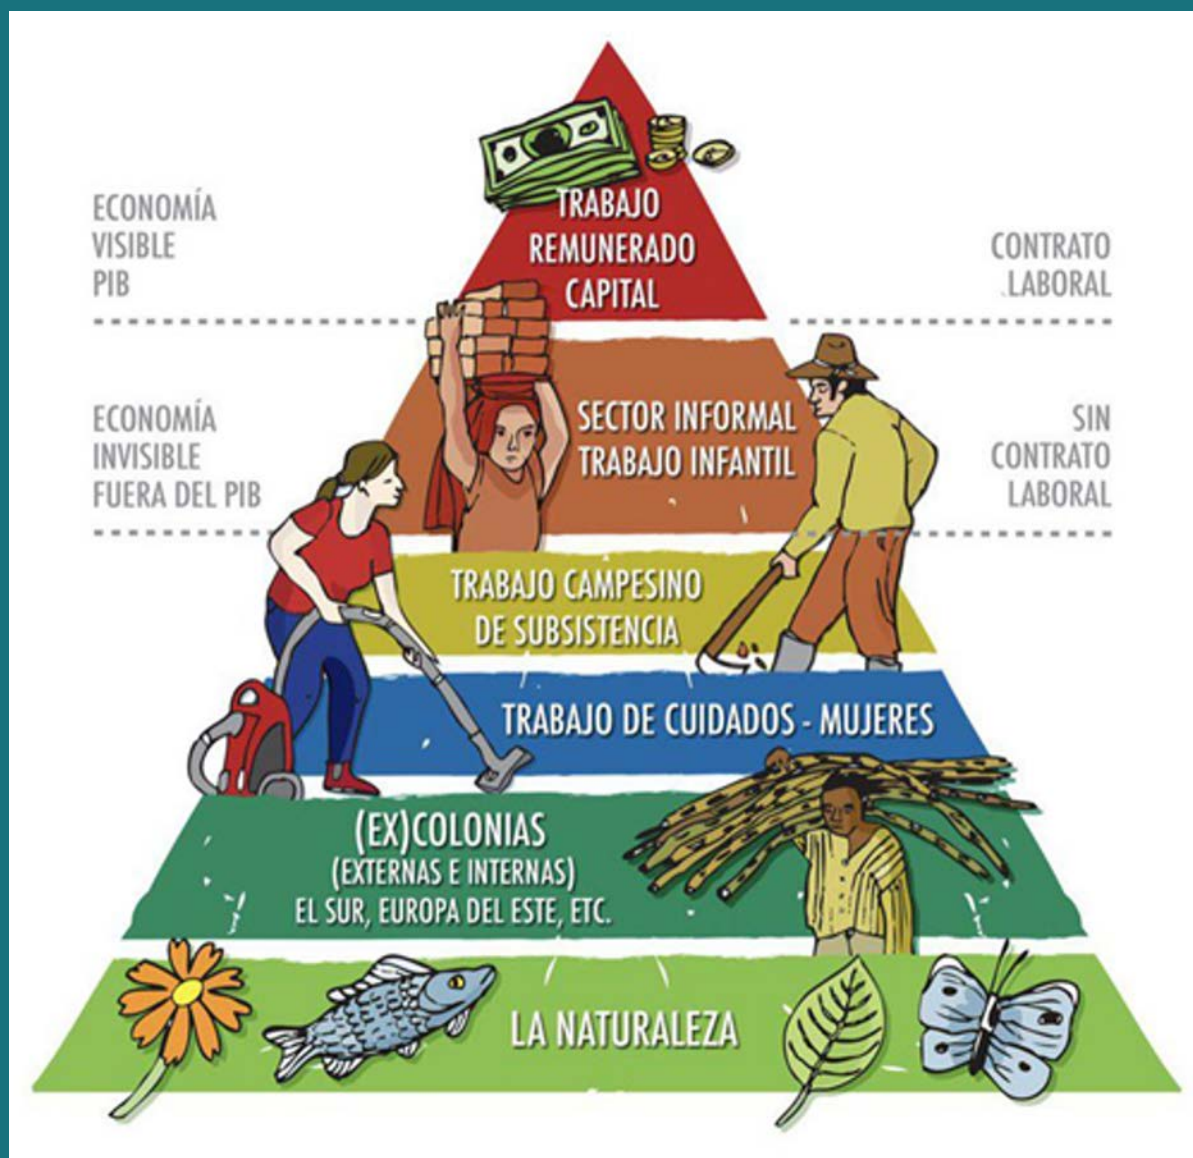 ECONOMÍA
VISIBLE
PIB
TRABAJO
REMUNERADO
CAPITAL
CONTRATO
LABORAL
ECONOMÍA
INVISIBLE
FUERA DEL PIB
SECTOR INFORMAL
TRABAJO INFANTIL
SIN
CONTRATO
LABORAL
TRABAJO CAMPESINO
DE SUBSISTENCIA
TRABAJO DE CUIDADOS - MUJERES
(EX)COLONIAS
(EXTERNAS E INTERNAS)
EL SUR, EUROPA DEL ESTE, ETC.
LA NATURALEZA